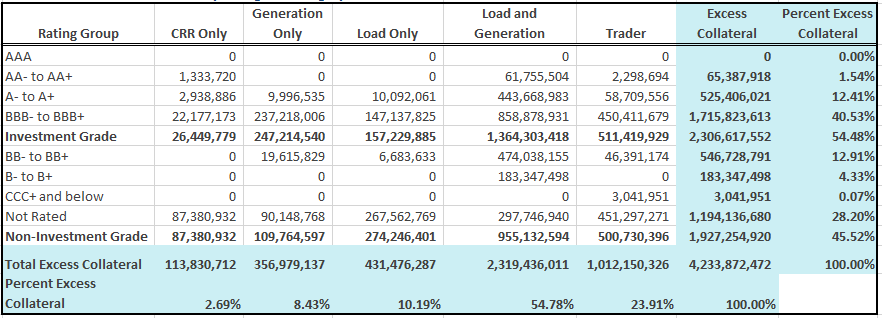 Rating Group CRR Only Generation Only Load Only Load and Generation Trader Excess Collateral Percent Excess Collateral
AAA 0 0 0 0 0 0 0.00%
AA- to AA+ 1,333,720 0 0 61,755,504 2,298,694 65,387,918 1.54%
A- to A+ 2,938,886 9,996,535 10,092,061 443,668,983 58,709,556 525,406,021 12.41%
BBB- to BBB+ 22,177,173 237,218,006 147,137,825 858,878,931 450,411,679 1,715,823,613 40.53%
Investment Grade 26,449,779 247,214,540 157,229,885 1,364,303,418 511,419,929 2,306,617,552 54.48%
BB- to BB+ 0 19,615,829 6,683,633 474,038,155 46,391,174 546,728,791 12.91%
B- to B+ 0 0 0 183,347,498 0 183,347,498 4.33%
CCC+ and below 0 0 0 0 3,041,951 3,041,951 0.07%
Not Rated 87,380,932 90,148,768 267,562,769 297,746,940 451,297,271 1,194,136,680 28.20%
Non-Investment Grade 87,380,932 109,764,597 274,246,401 955,132,594 500,730,396 1,927,254,920 45.52%
Total Excess Collateral 113,830,712 356,979,137 431,476,287 2,319,436,011 1,012,150,326 4,233,872,472 100.00%
Percent Excess Collateral 2.69% 8.43% 10.19% 54.78% 23.91% 100.00%